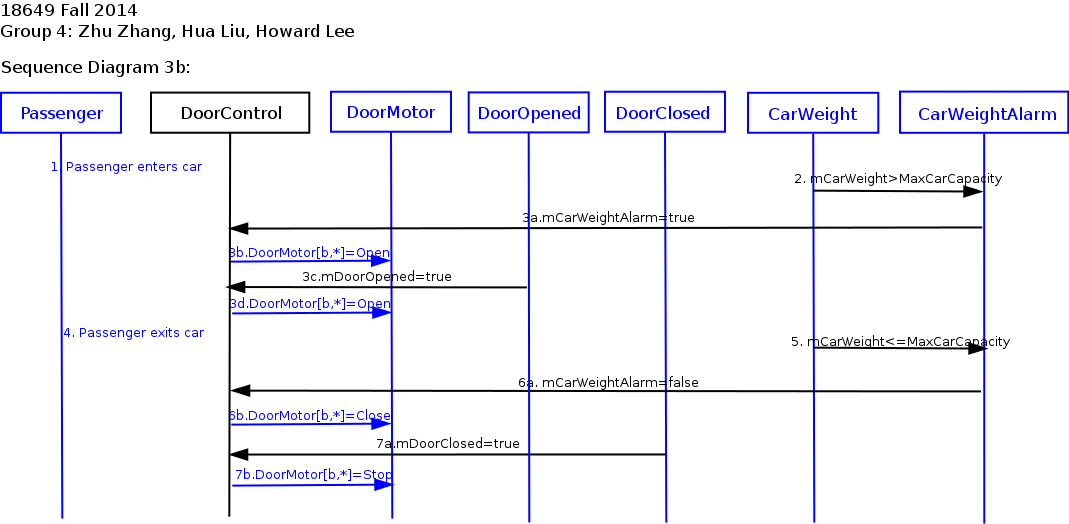 18649 Fall 2014
Group 4: Zhu Zhang, Hua Liu, Howard Lee
Sequence Diagram 3b:
Passenger
DoorControl
DoorMotor
DoorOpened
DoorClosed
CarWeight
CarWeightAlarm
1. Passenger enters car
2. mCarWeight>MaxCarCapacity
3a.mCarWeightAlarm=true
3b.DoorMotor[b,*]=Open
3c.mDoorOpened=true
3d.DoorMotor[b,*]=Open
4. Passenger exits car
5. mCarWeight<=MaxCarCapacity
6a. mCarWeightAlarm=false
6b.DoorMotor[b,*]=Close
7a.mDoorClosed=true
7b.DoorMotor[b,*]=Stop